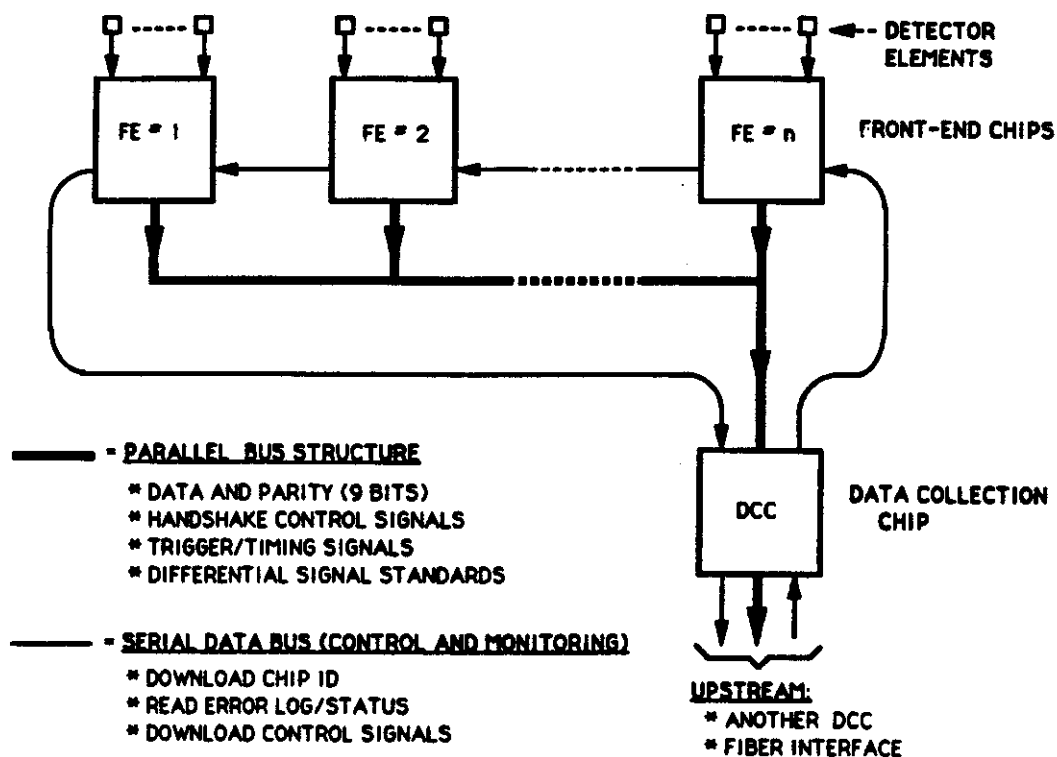 DETECTOR
ELEMENTS
FE # 1
FE # 2
FE # n
FRONT-END CHIPS
= PARALLEL BUS STRUCTURE
* DATA AND PARITY (9 BITS)
* HANDSHAKE CONTROL SIGNALS
* TRIGGER/TIMING SIGNALS
* DIFFERENTIAL SIGNAL STANDARDS
DCC
DATA COLLECTION
CHIP
= SERIAL DATA BUS (CONTROL AND MONITORING)
* DOWNLOAD CHIP ID
* READ ERROR LOG/STATUS
* DOWNLOAD CONTROL SIGNALS
UPSTREAM:
* ANOTHER DCC
* FIBER INTERFACE